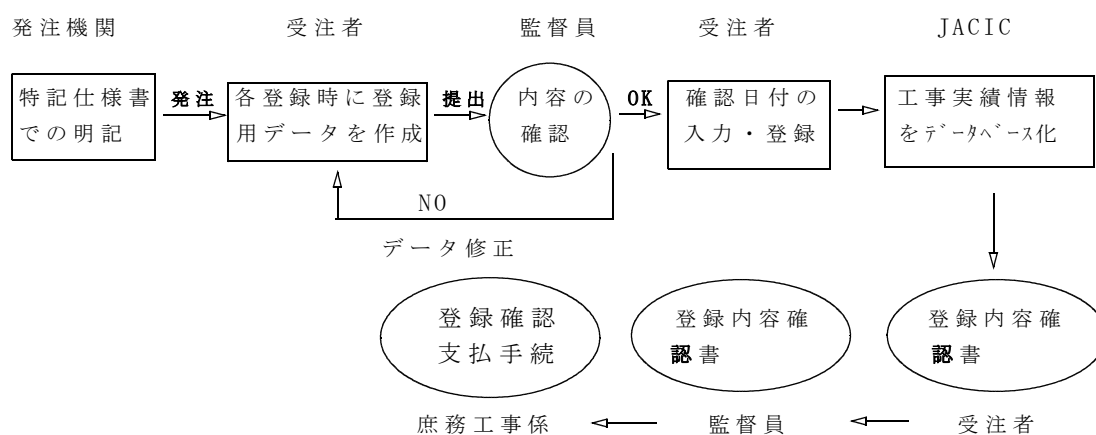 発注機関
受注者
監督員
受注者
JACIC
特記仕様書
での明記
発注
各登録時に登録
用データを作成
提出
内容の
確認
OK
確認日付の
入力・登録
工事実績情報
をデータベース化
NO
データ修正
登録確認
支払手続
登録内容確
認書
登録内容確
認書
庶務工事係
監督員
受注者